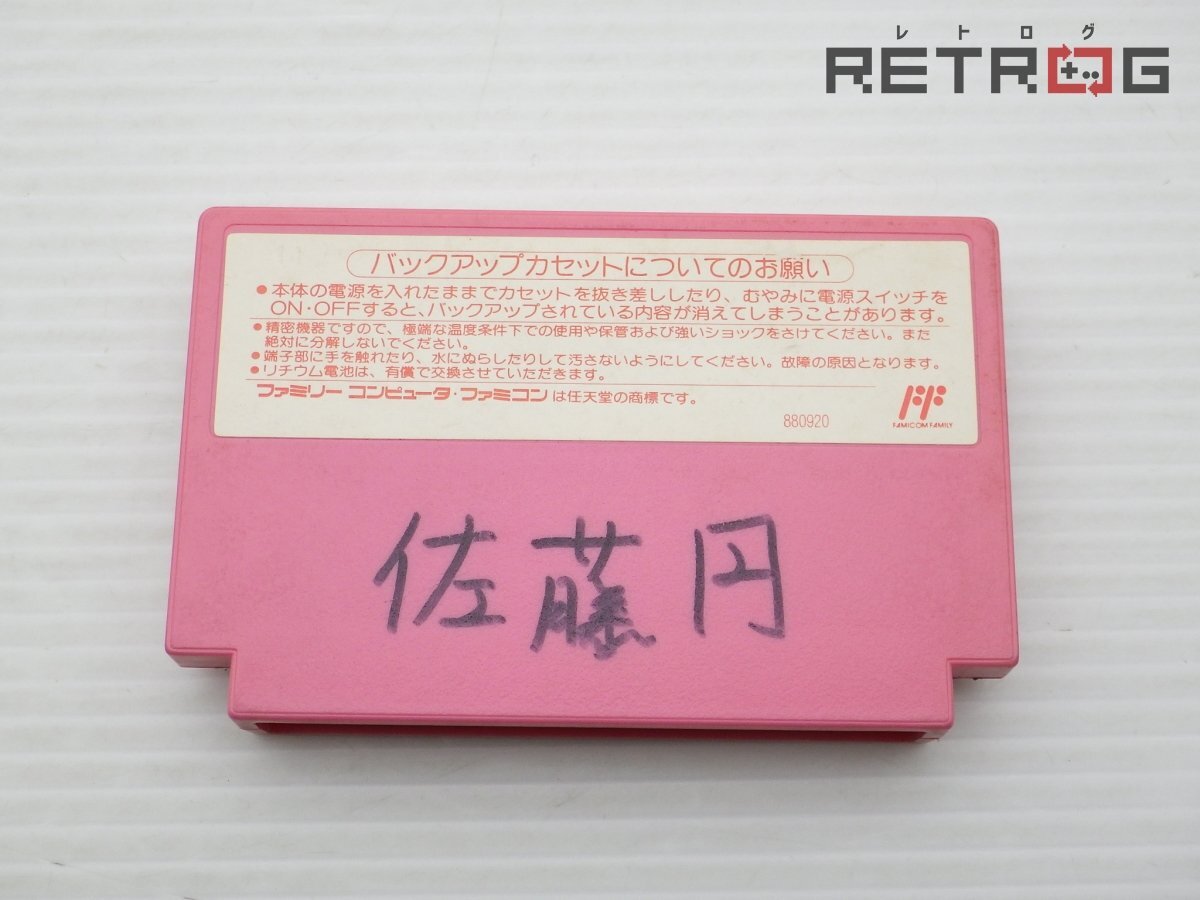 レトログ
RETROG
バックアップカセットについてのお願い
●本体の電源を入れたままでカセットを抜き差ししたり、むやみに電源スイッチを
ON・OFFすると、バックアップされている内容が消えてしまうことがあります。
●精密機器ですので、極端な温度条件下での使用や保管および強いショックをさけてください。また
絶対に分解しないでください。
●端子部に手を触れたり、水にぬらしたりして汚さないようにしてください。故障の原因となります。
●リチウム電池は、有償で交換させていただきます。
ファミリー コンピュータ・ファミコンは任天堂の商標です。
880920
FAMICOM FAMILY
佐藤円